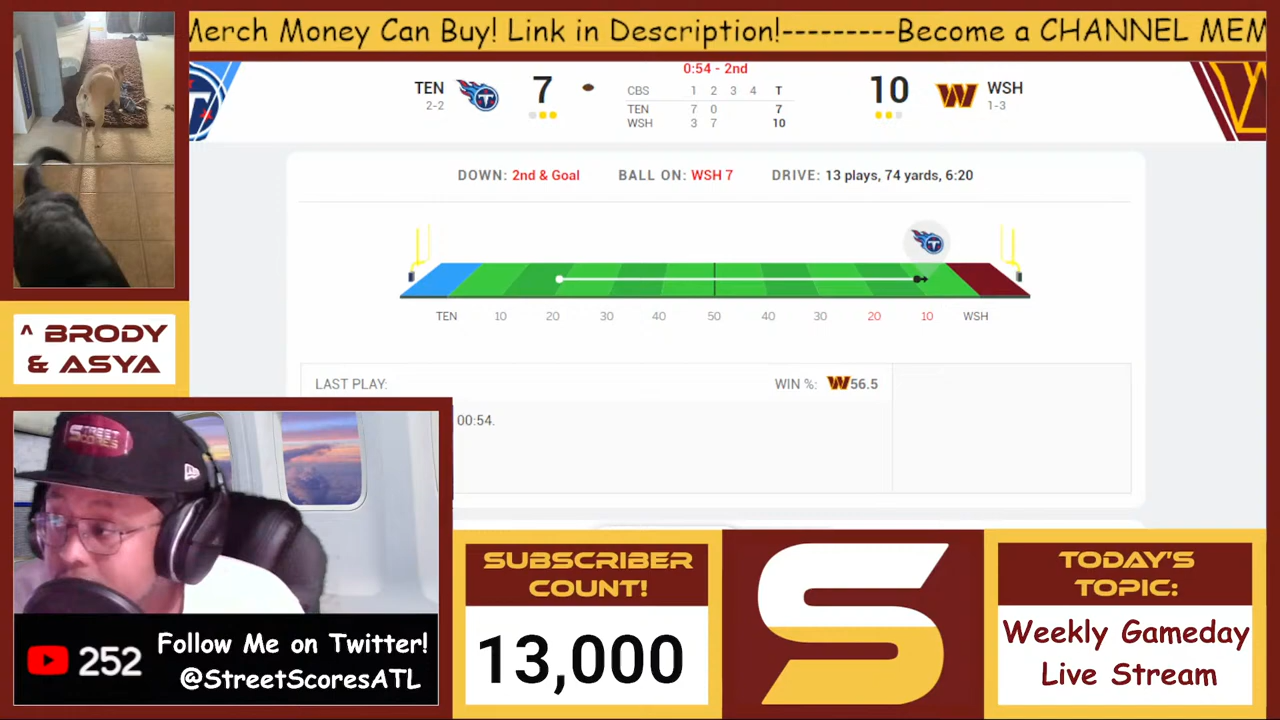 Merch Money Can Buy! Link in Description!---------Become a CHANNEL MEM
TEN
2-2
7
0:54 - 2nd
CBS 1 2 3 4 T
TEN 7 0 7
WSH 3 7 10
10
WSH
1-3
DOWN: 2nd & Goal BALL ON: WSH 7 DRIVE: 13 plays, 74 yards, 6:20
TEN 10 20 30 40 50 40 30 20 10 WSH
LAST PLAY:
WIN %: 56.5
00:54.
^ BRODY
& ASYA
STREET
SCORES
252
Follow Me on Twitter!
@StreetScoresATL
SUBSCRIBER
COUNT!
13,000
S
TODAY'S
TOPIC:
Weekly Gameday
Live Stream